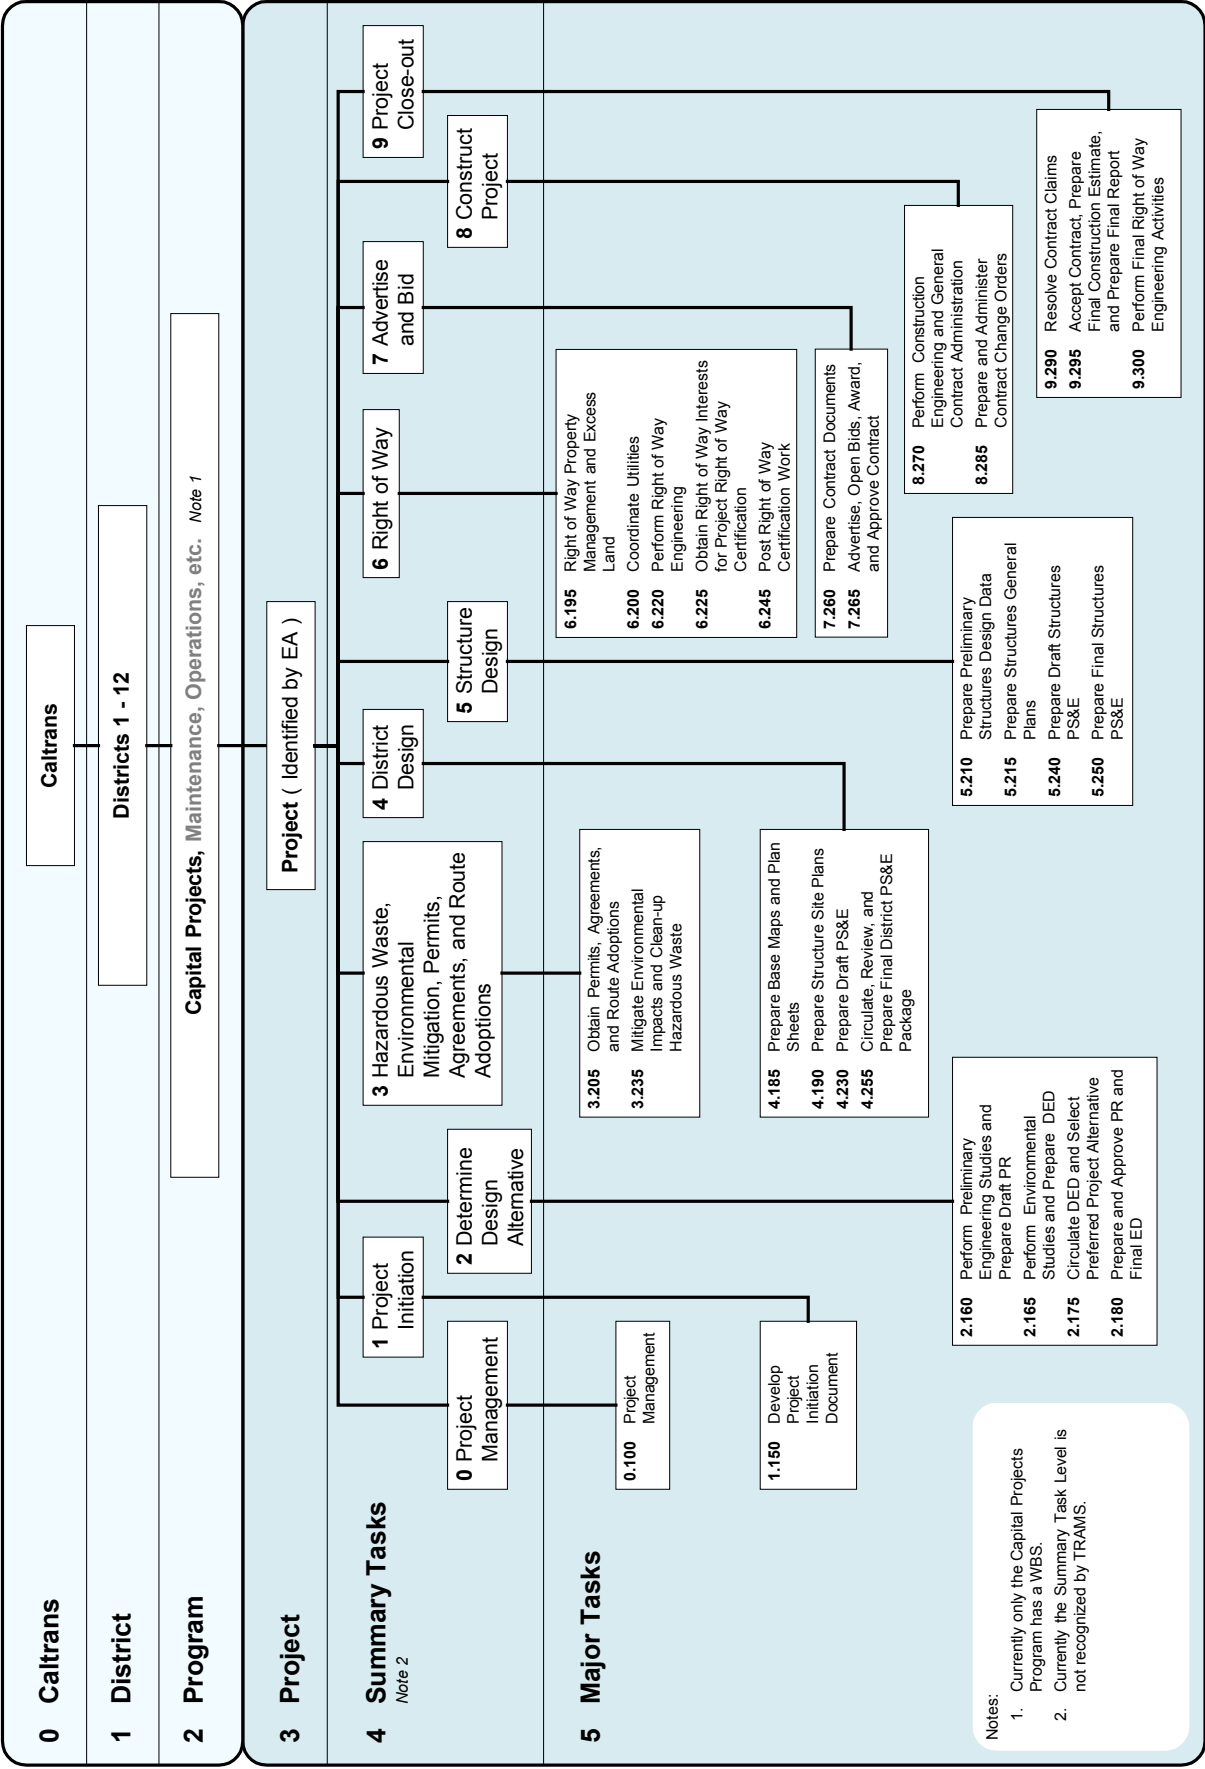 0 Caltrans
Caltrans
1 District
Districts 1 - 12
2 Program
Capital Projects, Maintenance, Operations, etc. Note 1
3 Project
Project ( Identified by EA )
4 Summary Tasks
Note 2
0 Project
Management
1 Project
Initiation
2 Determine
Design
Alternative
3 Hazardous Waste,
Environmental
Mitigation, Permits,
Agreements, and Route
Adoptions
4 District
Design
5 Structure
Design
6 Right of Way
7 Advertise
and Bid
8 Construct
Project
9 Project
Close-out
5 Major Tasks
0.100 Project
Management
1.150 Develop
Project
Initiation
Document
2.160 Perform Preliminary
Engineering Studies and
Prepare Draft PR
2.165 Perform Environmental
Studies and Prepare DED
2.175 Circulate DED and Select
Preferred Project Alternative
2.180 Prepare and Approve PR and
Final ED
3.205 Obtain Permits, Agreements,
and Route Adoptions
3.235 Mitigate Environmental
Impacts and Clean-up
Hazardous Waste
4.185 Prepare Base Maps and Plan
Sheets
4.190 Prepare Structure Site Plans
4.230 Prepare Draft PS&E
4.255 Circulate, Review, and
Prepare Final District PS&E
Package
5.210 Prepare Preliminary
Structures Design Data
5.215 Prepare Structures General
Plans
5.240 Prepare Draft Structures
PS&E
5.250 Prepare Final Structures
PS&E
6.195 Right of Way Property
Management and Excess
Land
6.200 Coordinate Utilities
6.220 Perform Right of Way
Engineering
6.225 Obtain Right of Way Interests
for Project Right of Way
Certification
6.245 Post Right of Way
Certification Work
7.260 Prepare Contract Documents
7.265 Advertise, Open Bids, Award,
and Approve Contract
8.270 Perform Construction
Engineering and General
Contract Administration
8.285 Prepare and Administer
Contract Change Orders
9.290 Resolve Contract Claims
9.295 Accept Contract, Prepare
Final Construction Estimate,
and Prepare Final Report
9.300 Perform Final Right of Way
Engineering Activities
Notes:
1. Currently only the Capital Projects
Program has a WBS.
2. Currently the Summary Task Level is
not recognized by TRAMS.